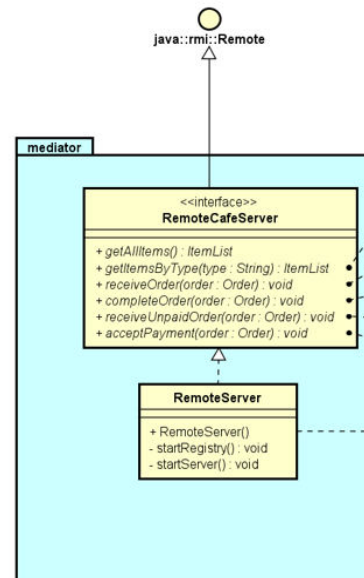 java::rmi::Remote
mediator
<<interface>>
RemoteCafeServer
+ getAllItems() : ItemList
+ getItemsByType(type : String) : ItemList
+ receiveOrder(order : Order) : void
+ completeOrder(order : Order) : void
+ receiveUnpaidOrder(order : Order) : void
+ acceptPayment(order : Order) : void
RemoteServer
+ RemoteServer()
- startRegistry() : void
- startServer() : void